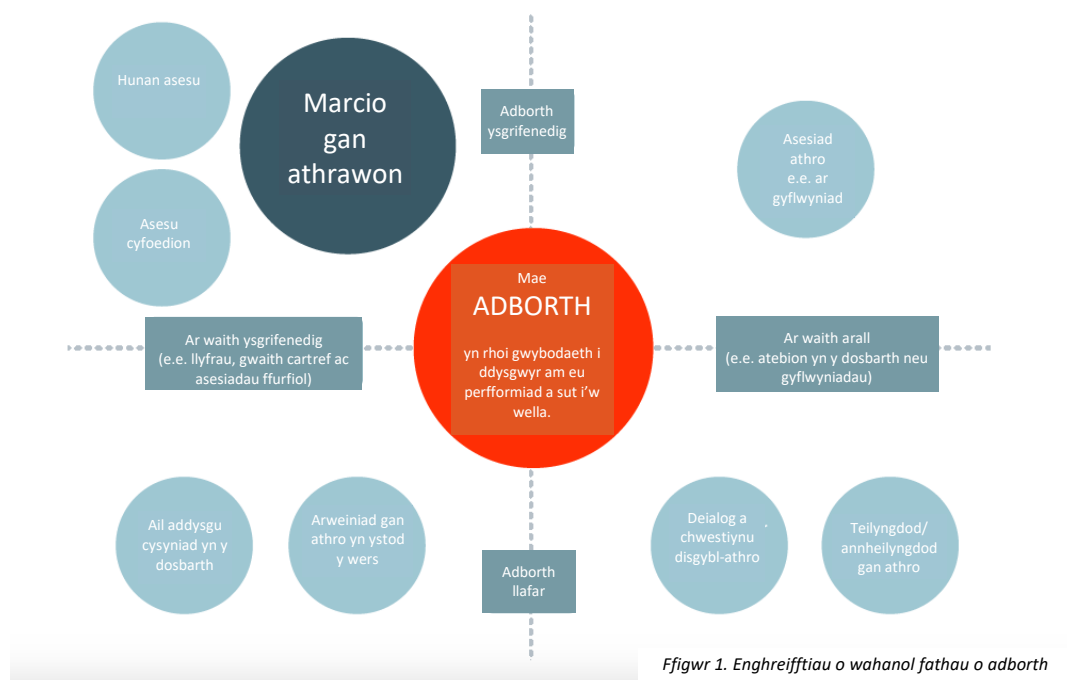 Hunan asesu
Marcio
gan
athrawon
Adborth
ysgrifenedig
Asesiad
athro
e.e. ar
gyflwyniad
Asesu
cyfoedion
Mae
ADBORTH
yn rhoi gwybodaeth i
ddysgwyr am eu
perfformiad a sut i'w
wella.
Ar waith ysgrifenedig
(e.e. llyfrau, gwaith cartref ac
asesiadau ffurfiol)
Ar waith arall
(e.e. atebion yn y dosbarth neu
gyflwyniadau)
Ail addysgu
cysyniad yn y
dosbarth
Arweiniad gan
athro yn ystod
y wers
Adborth
llafar
Deialog a
chwestiynu
disgybl-athro
Teilyngdod/
annheilyngdod
gan athro
Ffigwr 1. Enghreifftiau o wahanol fathau o adborth